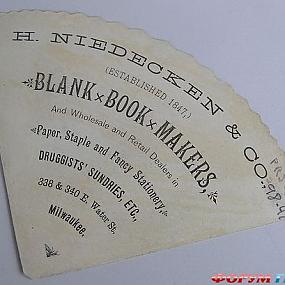 H. NIEDECKEN & CO.,
(ESTABLISHED 1847,)
BLANK × BOOK × MAKERS,
And Wholesale and Retail Dealers in
Paper, Staple and Fancy Stationery,
DRUGGISTS' SUNDRIES, ETC.,
338 & 340 E. Water St.,
Milwaukee.
ФОРУМ